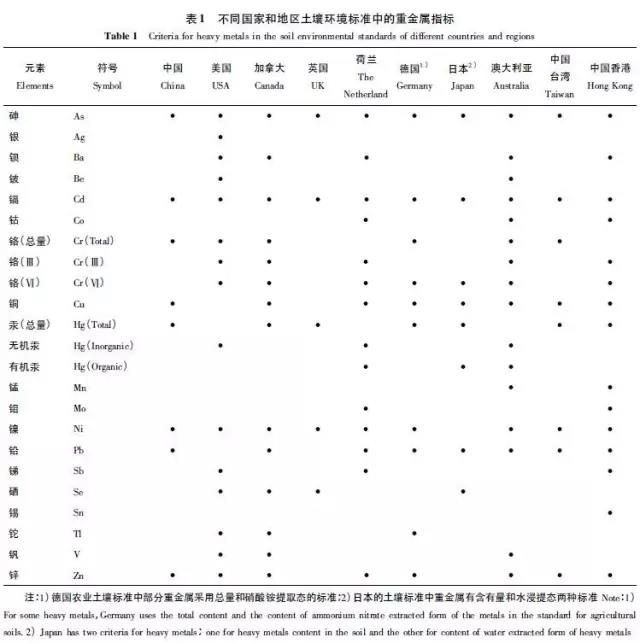 表1 不同国家和地区土壤环境标准中的重金属指标
Table 1 Criteria for heavy metals in the soil environmental standards of different countries and regions
元素 Elements
符号 Symbol
中国 China
美国 USA
加拿大 Canada
英国 UK
荷兰 The Netherland
德国1) Germany
日本2) Japan
澳大利亚 Australia
中国台湾 Taiwan
中国香港 Hong Kong
砷 As
银 Ag
钡 Ba
铍 Be
镉 Cd
钴 Co
铬(总量) Cr(Total)
铬(Ⅲ) Cr(Ⅲ)
铬(Ⅵ) Cr(Ⅵ)
铜 Cu
汞(总量) Hg(Total)
无机汞 Hg(Inorganic)
有机汞 Hg(Organic)
锰 Mn
钼 Mo
镍 Ni
铅 Pb
锑 Sb
硒 Se
锡 Sn
铊 Tl
钒 V
锌 Zn
注:1)德国农业土壤标准中部分重金属采用总量和硝酸铵提取态的标准;2)日本的土壤标准中重金属有含有量和水浸提态两种标准 Note:1)
For some heavy metals, Germany uses the total content and the content of ammonium nitrate extracted form of the metals in the standard for agricultural
soils. 2) Japan has two criteria for heavy metals; one for heavy metals content in the soil and the other for content of water extracted form of heavy metals